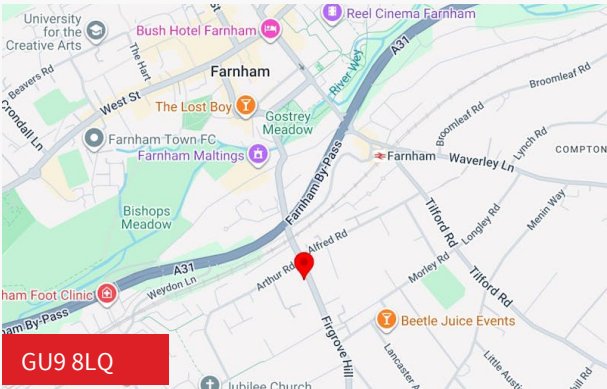 University
for the
Creative Arts
Beavers Rd
Crondall Ln
The Hart
West St
Bush Hotel Farnham
Reel Cinema Farnham
A31
River Wey
Farnham
The Lost Boy
Gostrey
Meadow
Farnham Town FC
Farnham Maltings
Farnham By-Pass
Farnham
Broomleaf Rd
Broomleaf Rd
Lynch Rd
COMPTON
Waverley Ln
Menin Way
Bishops
Meadow
Tilford Rd
Longley Rd
Tilford Rd
Morley Rd
A31
Weydon Ln
Arthur Rd
Alfred Rd
ham Foot Clinic
am By-Pass
Firgrove Hill
Beetle Juice Events
Lancaster A
Little Aust
ill Rd
Jubilee Church
GU9 8LQ